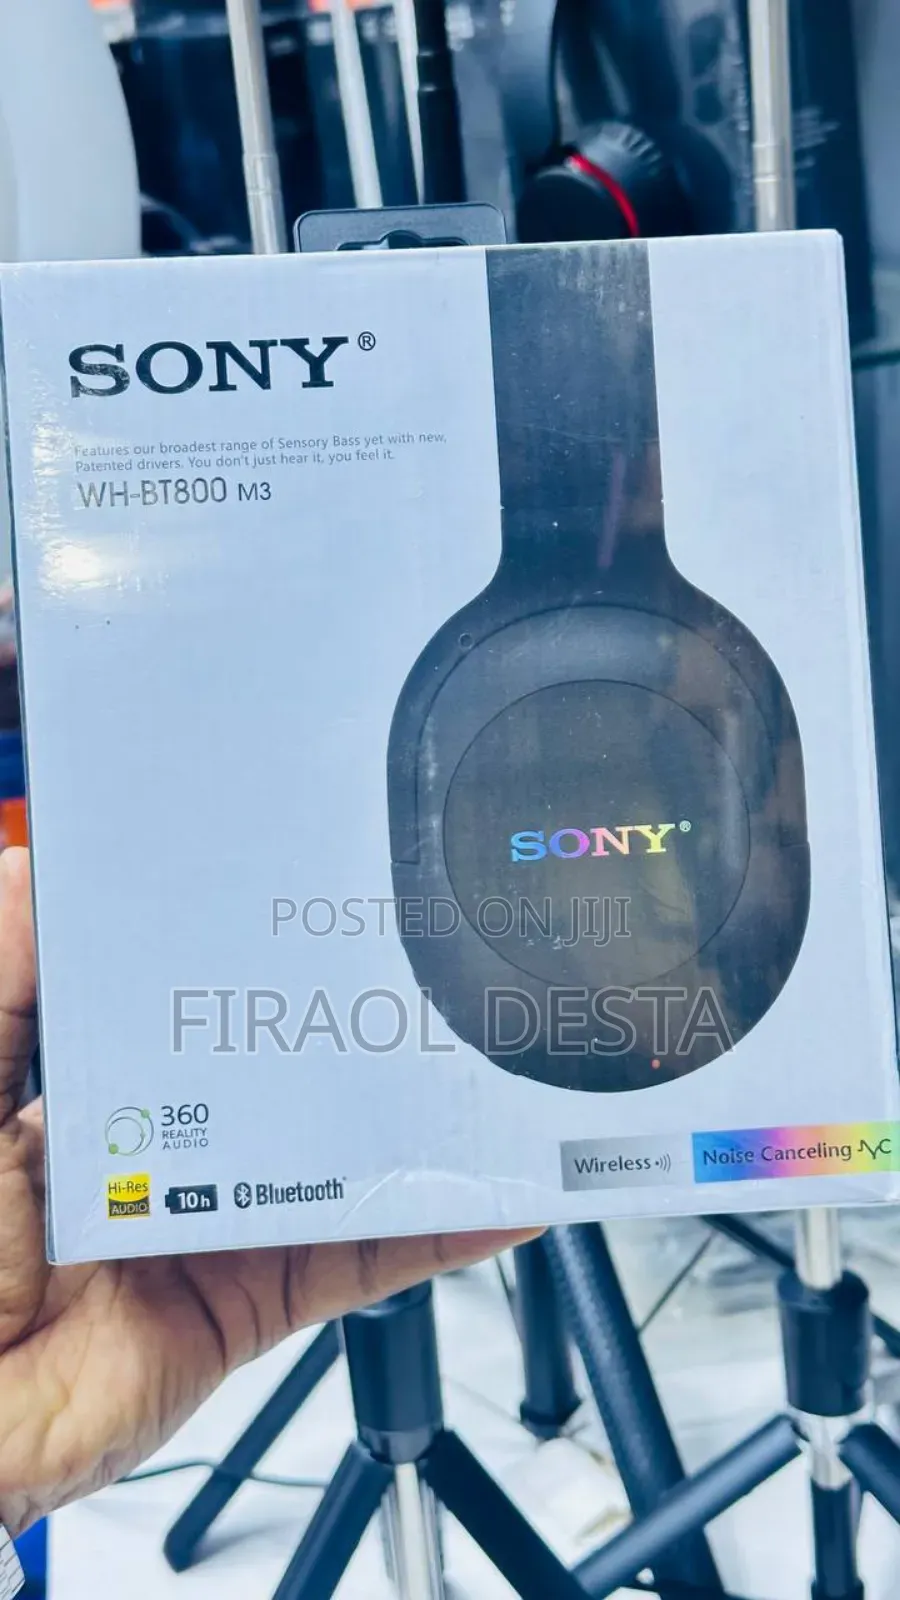 SONY®
Features our broadest range of Sensory Bass yet with new,
Patented drivers. You don't just hear it, you feel it.
WH-BT800 M3
SONY®
POSTED ON JIJI
FIRAOL DESTA
360
REALITY
AUDIO
Hi-Res
AUDIO
10h
Bluetooth®
Wireless
Noise Canceling NC